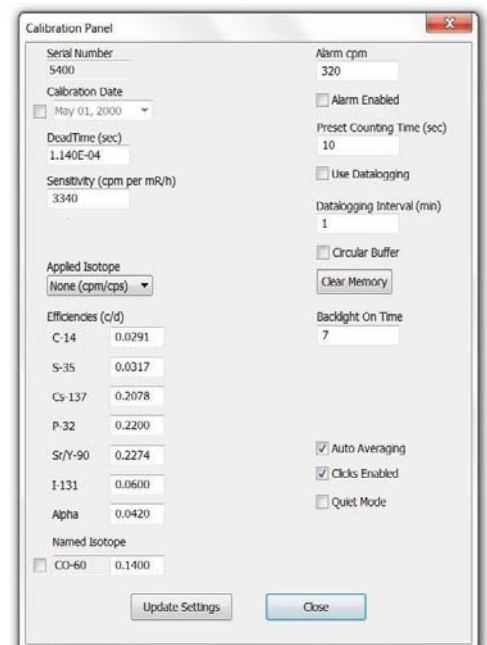 Calibration Panel
Serial Number
5400
Calibration Date
May 01, 2000
DeadTime (sec)
1.140E-04
Sensitivity (cpm per mR/h)
3340
Applied Isotope
None (cpm/cps)
Efficiencies (c/d)
C-14 0.0291
S-35 0.0317
Cs-137 0.2078
P-32 0.2200
Sr/Y-90 0.2274
I-131 0.0600
Alpha 0.0420
Named Isotope
CO-60 0.1400
Alarm cpm
320
Alarm Enabled
Preset Counting Time (sec)
10
Use Datalogging
Datalogging Interval (min)
1
Circular Buffer
Clear Memory
Backlight On Time
7
Auto Averaging
Clicks Enabled
Quiet Mode
Update Settings
Close